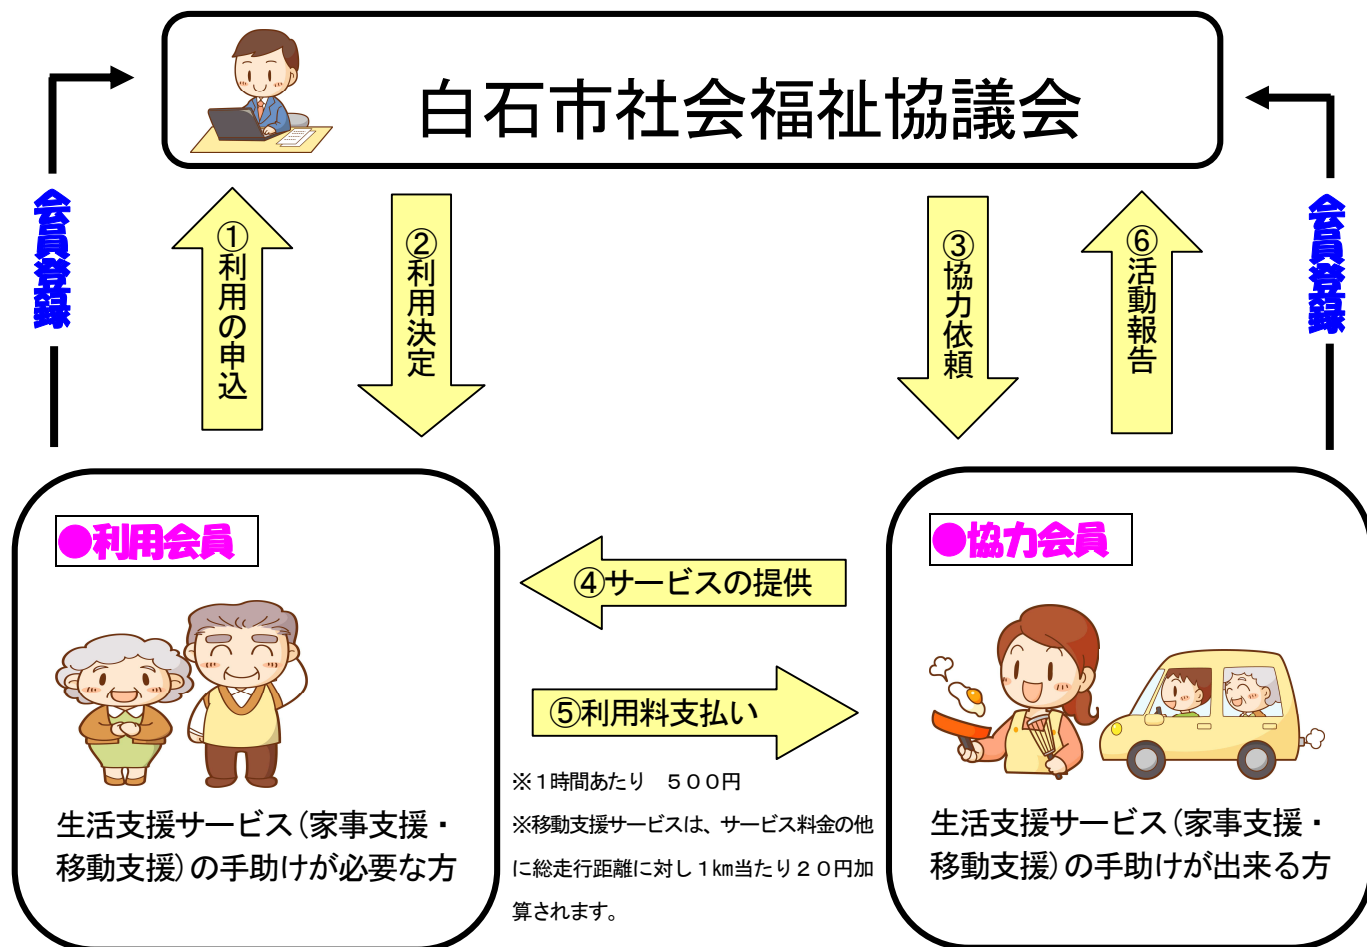 白石市社会福祉協議会
会員登録
①利用の申込
②利用決定
③協力依頼
⑥活動報告
会員登録
●利用会員
④サービスの提供
●協力会員
⑤利用料支払い
※1時間あたり　５００円
※移動支援サービスは、サービス料金の他
に総走行距離に対し1㎞当たり２０円加
算されます。
生活支援サービス(家事支援・
移動支援)の手助けが必要な方
生活支援サービス(家事支援・
移動支援)の手助けが出来る方